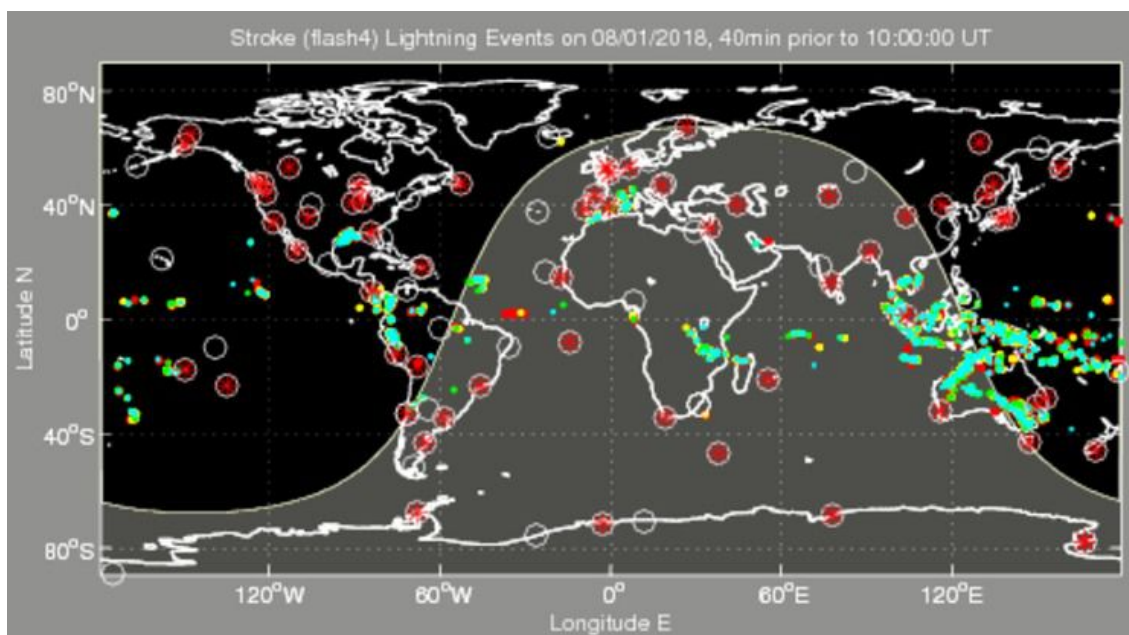 Stroke (flash4) Lightning Events on 08/01/2018, 40min prior to 10:00:00 UT
80°N
40°N
0°
40°S
80°S
120°W
60°W
0°
60°E
120°E
Latitude N
Longitude E